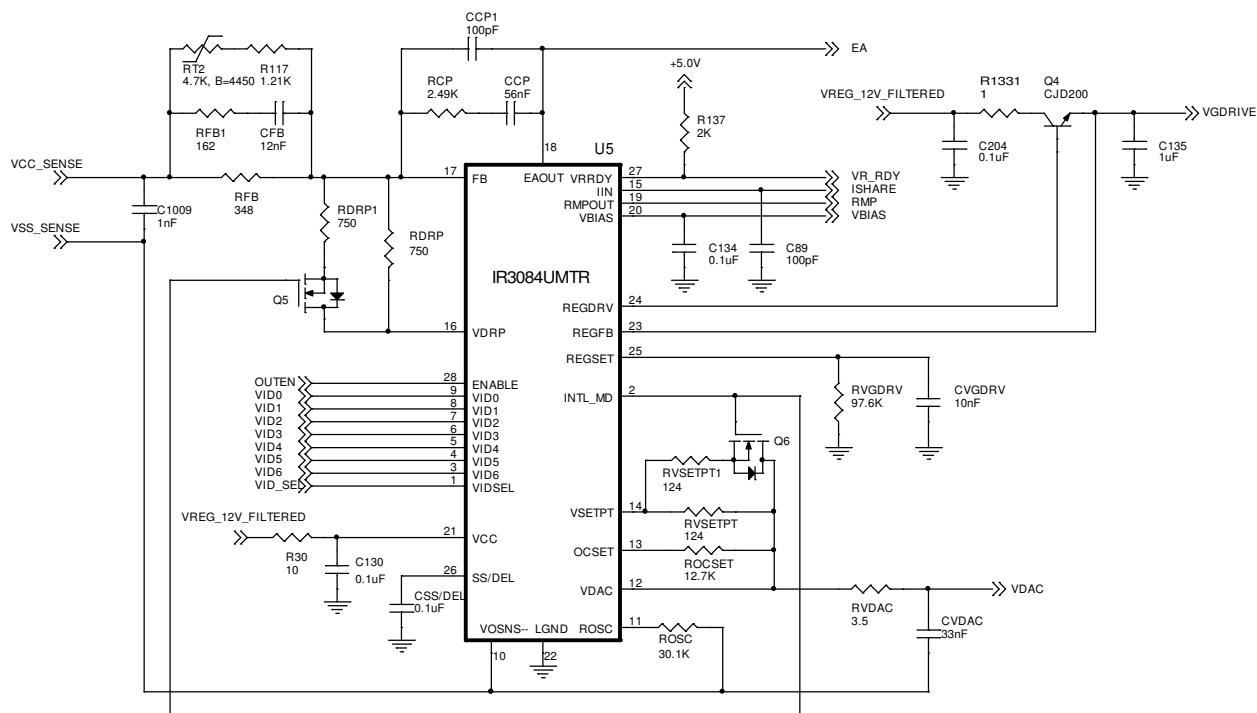 CCP1
100pF
EA
RT2
4.7K, B=4450
R117
1.21K
RCP
2.49K
CCP
56nF
+5.0V
R1331
1
Q4
CJD200
VREG_12V_FILTERED
VGDRIVE
RFB1
162
CFB
12nF
R137
2K
C204
0.1uF
C135
1uF
18
U5
VCC_SENSE
RFB
348
17
FB
EAOUT
VRRDY
27
VR_RDY
IIN
15
ISHARE
RMPOUT
19
RMP
VBIAS
20
VBIAS
C1009
1nF
VSS_SENSE
RDRP1
750
RDRP
750
C134
0.1uF
C89
100pF
IR3084UMTR
Q5
REGDRV
24
16
VDRP
REGFB
23
REGSET
25
OUTEN
28
ENABLE
VID0
9
VID0
VID1
8
VID1
VID2
7
VID2
VID3
6
VID3
VID4
5
VID4
VID5
4
VID5
VID6
3
VID6
VID_SEL
1
VIDSEL
INTL_MD
2
RVGDRV
97.6K
CVGDRV
10nF
Q6
RVSETPT1
124
VSETPT
14
RVSETPT
124
VREG_12V_FILTERED
R30
10
21
VCC
C130
0.1uF
OCSET
13
ROCSET
12.7K
26
SS/DEL
CSS/DEL
0.1uF
VDAC
12
RVDAC
3.5
VDAC
CVDAC
33nF
VOSNS--
LGND
ROSC
11
ROSC
30.1K
10
22